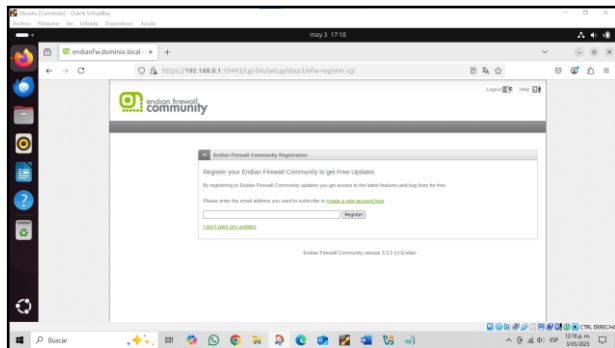 Ubuntu [Corriendo] - Oracle VirtualBox
Archivo Máquina Ver Entrada Dispositivos Ayuda
may 3 17:18
endianfw.dominio.local -
https://192.168.0.1:10443/cgi-bin/setup/step3/efw-register.cgi
endian firewall
community
Logout Help
Endian Firewall Community Registration
Register your Endian Firewall Community to get Free Updates
By registering to Endian Firewall Community updates you get access to the latest features and bug fixes for free.
Please enter the email address you want to subscribe or create a new account here
Register
I don't want any updates
Endian Firewall Community release 3.3.2 (c) Endian
CTRL DERECHA
Buscar
ESP
12:18 p. m.
3/05/2025